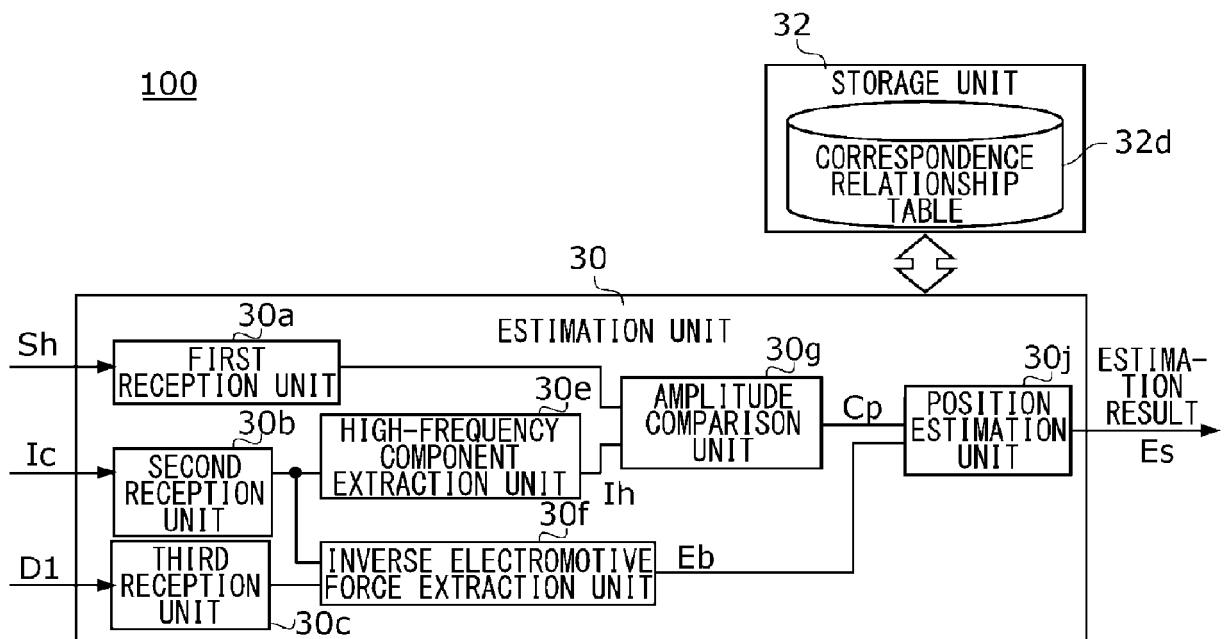 32
STORAGE UNIT
100
CORRESPONDENCE
RELATIONSHIP
TABLE
32d
30
ESTIMATION UNIT
Sh
30a
FIRST
RECEPTION UNIT
30g
AMPLITUDE
COMPARISON
UNIT
Cp
30j
POSITION
ESTIMATION
UNIT
ESTIMA-
TION
RESULT
Es
30e
HIGH-FREQUENCY
COMPONENT
EXTRACTION UNIT
Ih
Ic
30b
SECOND
RECEPTION
UNIT
30f
INVERSE ELECTROMOTIVE
FORCE EXTRACTION UNIT
Eb
D1
THIRD
RECEPTION
UNIT
30c